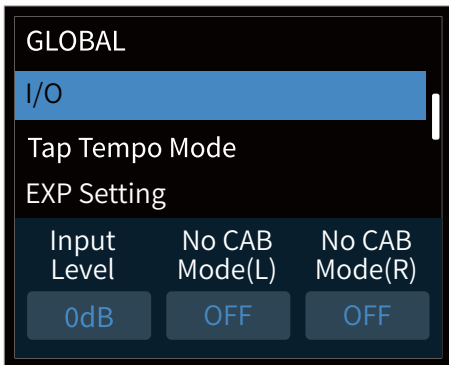 GLOBAL
I/O
Tap Tempo Mode
EXP Setting
Input Level
No CAB Mode(L)
No CAB Mode(R)
0dB
OFF
OFF